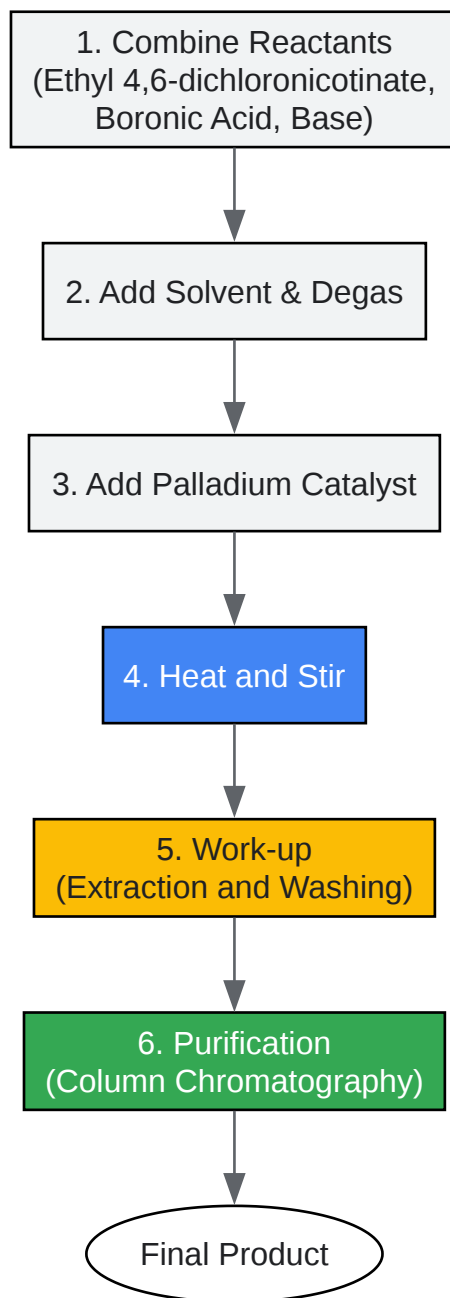 1. Combine Reactants
(Ethyl 4,6-dichloronicotinate,
Boronic Acid, Base)
2. Add Solvent & Degas
3. Add Palladium Catalyst
4. Heat and Stir
5. Work-up
(Extraction and Washing)
6. Purification
(Column Chromatography)
Final Product